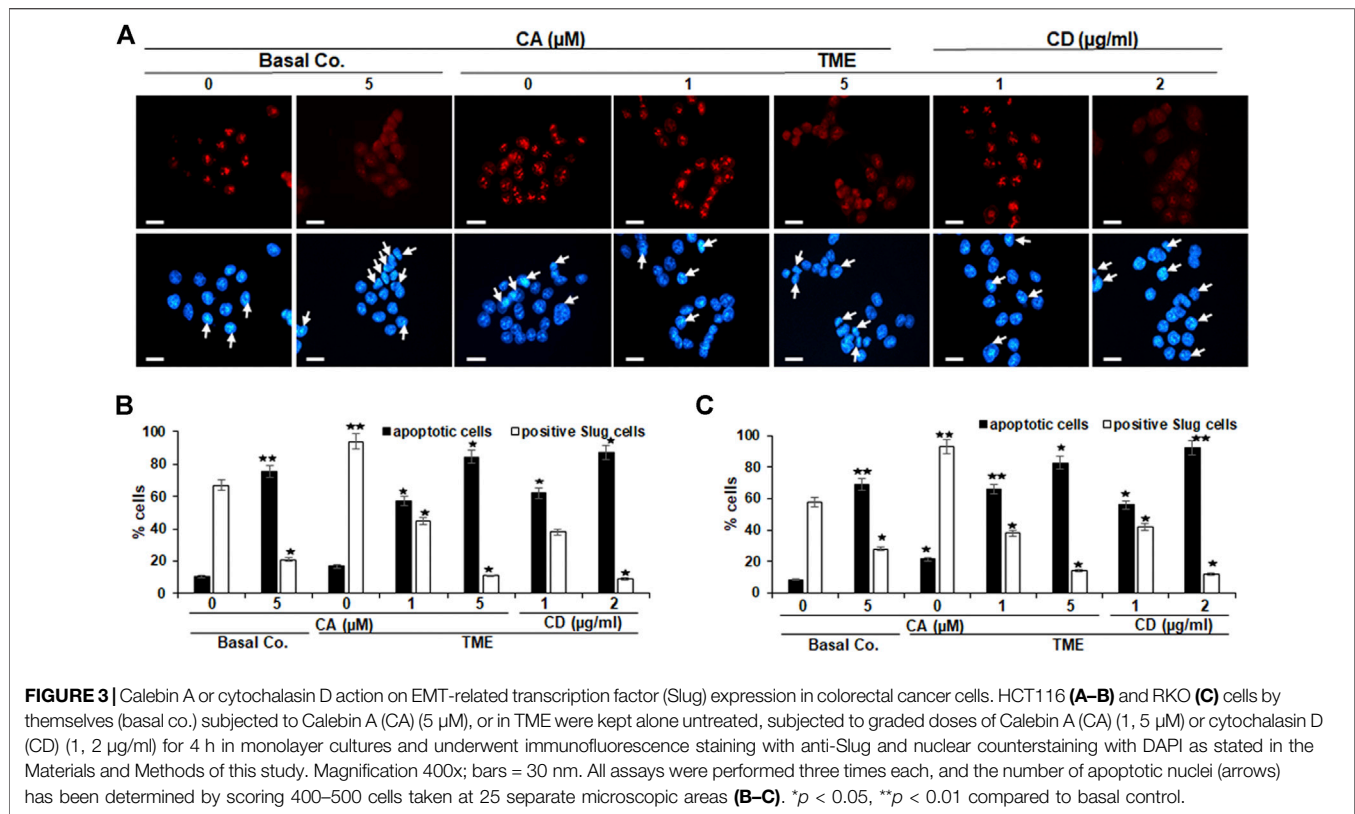 A
CA (µM) CD (µg/ml)
Basal Co. TME
0 5 0 1 5 1 2
B
★★ ■apoptotic cells □positive Slug cells
100
80
60
40
20
0
% cells
★★ ★ ★ ★ ★ ★ ★ ★
0 5 0 1 5 1 2
CA (µM) CD (µg/ml)
Basal Co. TME
C
★★ ■apoptotic cells □positive Slug cells
100
80
60
40
20
0
% cells
★★ ★ ★ ★★ ★ ★ ★ ★ ★ ★★ ★
0 5 0 1 5 1 2
CA (µM) CD (µg/ml)
Basal Co. TME
FIGURE 3 | Calebin A or cytochalasin D action on EMT-related transcription factor (Slug) expression in colorectal cancer cells. HCT116 (A–B) and RKO (C) cells by
themselves (basal co.) subjected to Calebin A (CA) (5 µM), or in TME were kept alone untreated, subjected to graded doses of Calebin A (CA) (1, 5 µM) or cytochalasin D
(CD) (1, 2 µg/ml) for 4 h in monolayer cultures and underwent immunofluorescence staining with anti-Slug and nuclear counterstaining with DAPI as stated in the
Materials and Methods of this study. Magnification 400x; bars = 30 nm. All assays were performed three times each, and the number of apoptotic nuclei (arrows)
has been determined by scoring 400–500 cells taken at 25 separate microscopic areas (B–C). *p < 0.05, **p < 0.01 compared to basal control.